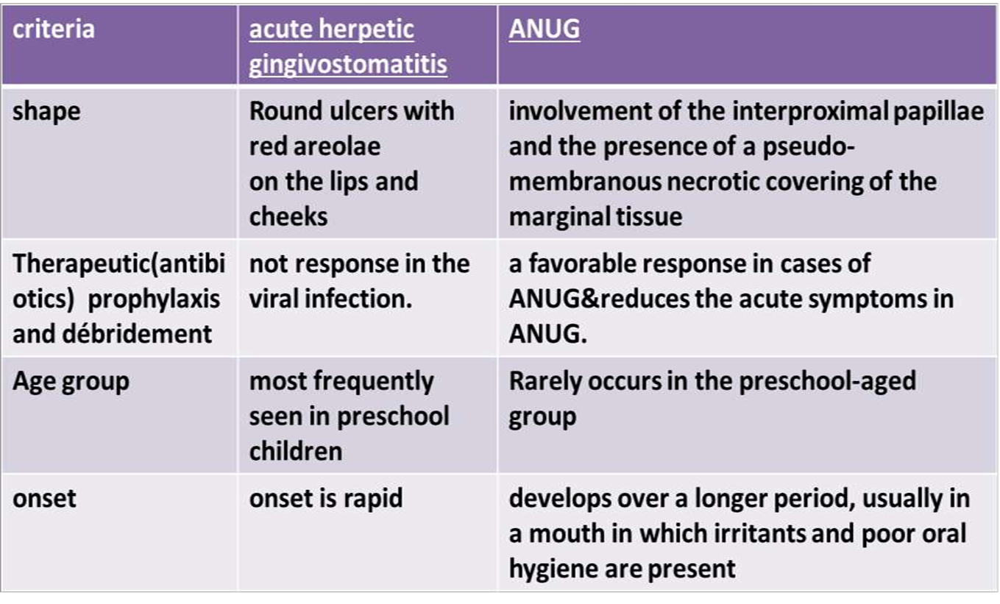 criteria
acute herpetic
gingivostomatitis
ANUG
shape
Round ulcers with
red areolae
on the lips and
cheeks
involvement of the interproximal papillae
and the presence of a pseudo-
membranous necrotic covering of the
marginal tissue
Therapeutic(antibi
otics) prophylaxis
and débridement
not response in the
viral infection.
a favorable response in cases of
ANUG&reduces the acute symptoms in
ANUG.
Age group
most frequently
seen in preschool
children
Rarely occurs in the preschool-aged
group
onset
onset is rapid
develops over a longer period, usually in
a mouth in which irritants and poor oral
hygiene are present